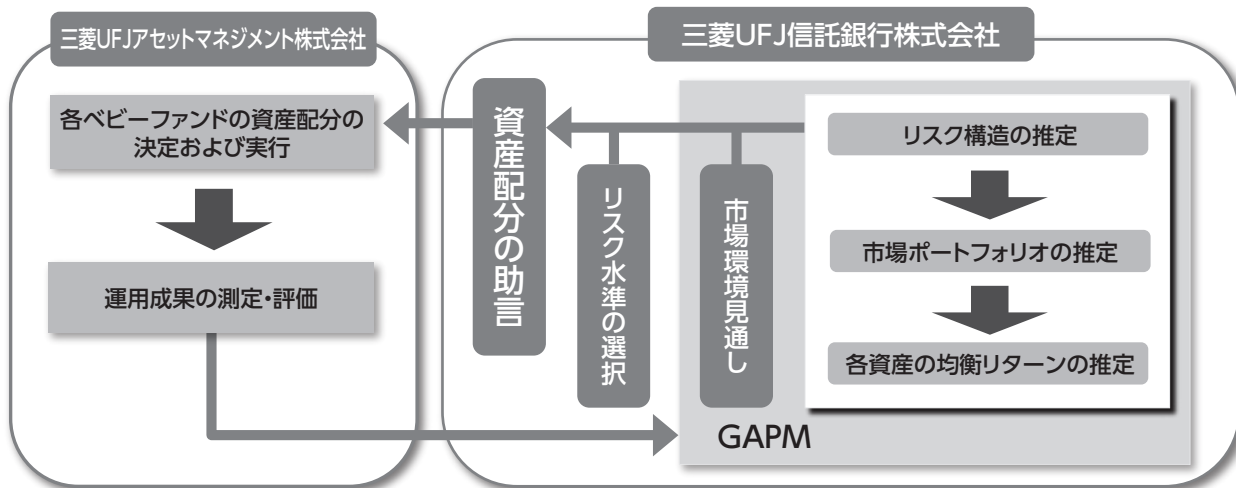 三菱UFJアセットマネジメント株式会社
各ベビーファンドの資産配分の
決定および実行
運用成果の測定・評価
三菱UFJ信託銀行株式会社
資産配分の助言
リスク水準の選択
市場環境見通し
リスク構造の推定
市場ポートフォリオの推定
各資産の均衡リターンの推定
GAPM